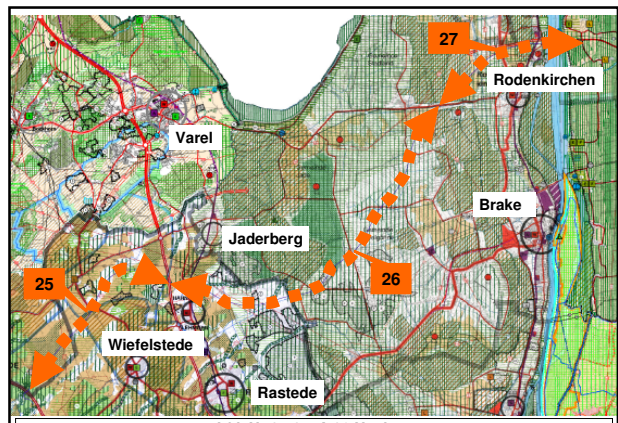 27
Rodenkirchen
Varel
Brake
Jaderberg
25
26
Wiefelstede
Rastede